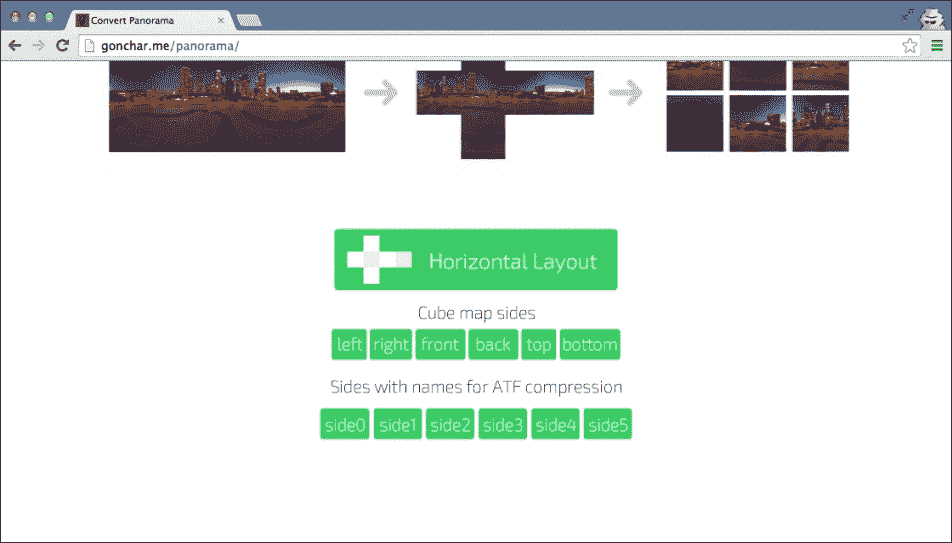 Convert Panorama
gonchar.me/panorama/
Horizontal Layout
Cube map sides
left right front back top bottom
Sides with names for ATF compression
side0 side1 side2 side3 side4 side5